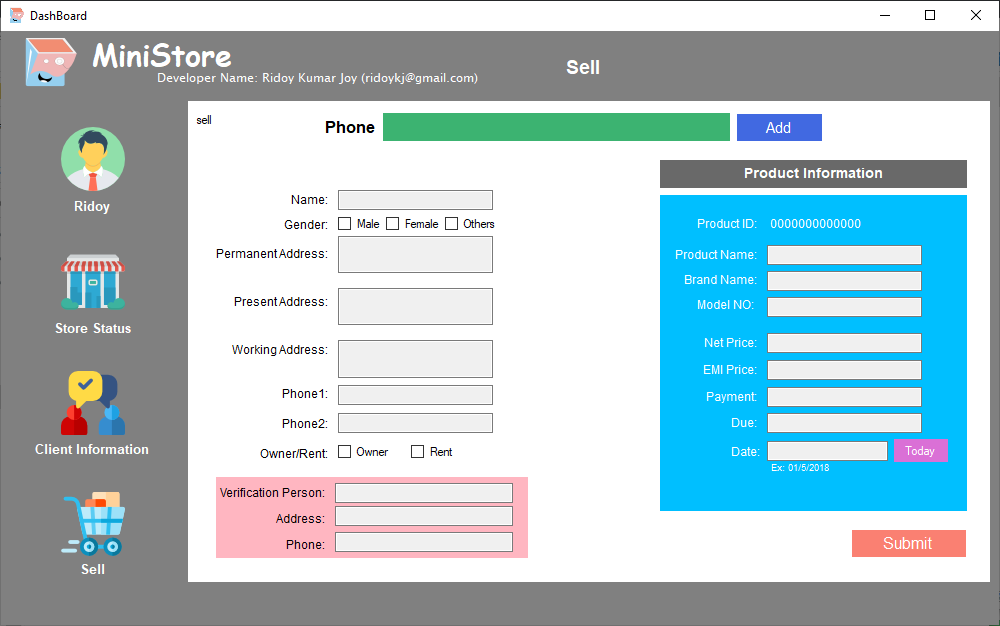 DashBoard
MiniStore
Developer Name: Ridoy Kumar Joy (ridoykj@gmail.com)
Sell
Ridoy
Store Status
Client Information
Sell
sell
Phone
Add
Name:
Gender: Male Female Others
Permanent Address:
Present Address:
Working Address:
Phone1:
Phone2:
Owner/Rent: Owner Rent
Verification Person:
Address:
Phone:
Product Information
Product ID: 0000000000000
Product Name:
Brand Name:
Model NO:
Net Price:
EMI Price:
Payment:
Due:
Date: Today
Ex: 01/5/2018
Submit